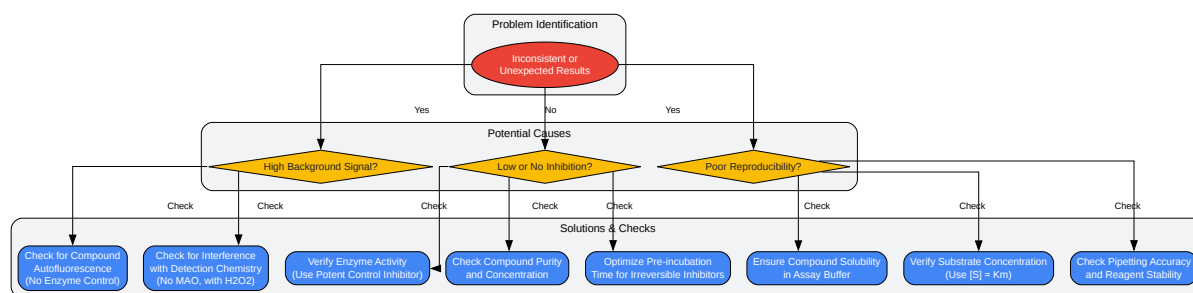 Problem Identification
Inconsistent or
Unexpected Results
Yes
No
Yes
Potential Causes
High Background Signal?
Low or No Inhibition?
Poor Reproducibility?
Check
Check
Check
Check
Check
Check
Check
Check
Solutions & Checks
Check for Compound
Autofluorescence
(No Enzyme Control)
Check for Interference
with Detection Chemistry
(No MAO, with H2O2)
Verify Enzyme Activity
(Use Potent Control Inhibitor)
Check Compound Purity
and Concentration
Optimize Pre-incubation
Time for Irreversible Inhibitors
Ensure Compound Solubility
in Assay Buffer
Verify Substrate Concentration
(Use [S] ≈ Km)
Check Pipetting Accuracy
and Reagent Stability